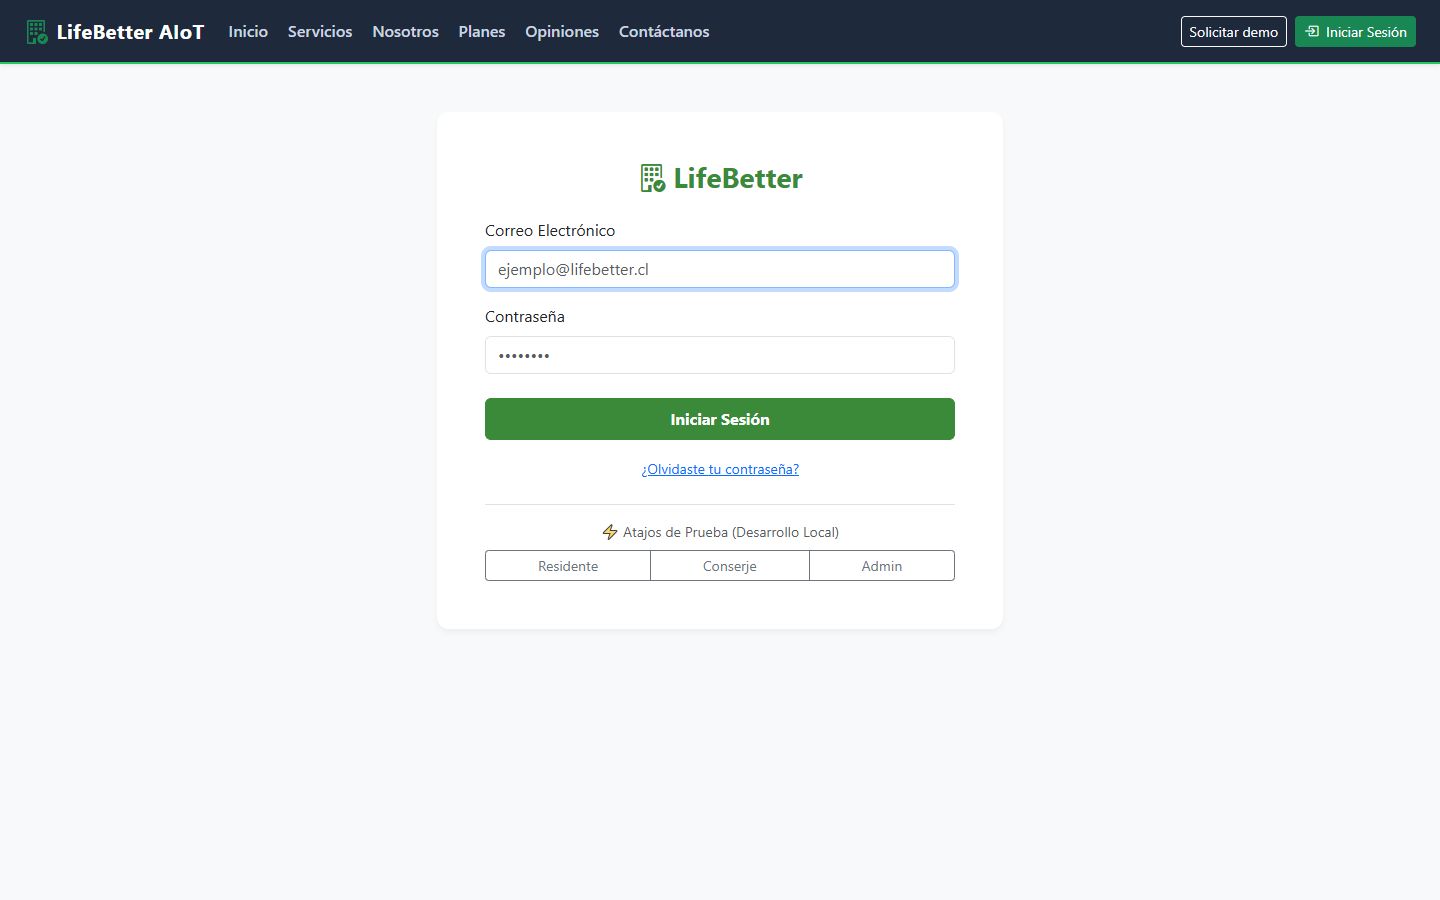 LifeBetter AIoT Inicio Servicios Nosotros Planes Opiniones Contáctanos Solicitar demo Iniciar Sesión
LifeBetter
Correo Electrónico
ejemplo@lifebetter.cl
Contraseña
••••••••
Iniciar Sesión
¿Olvidaste tu contraseña?
⚡ Atajos de Prueba (Desarrollo Local)
Residente Conserje Admin